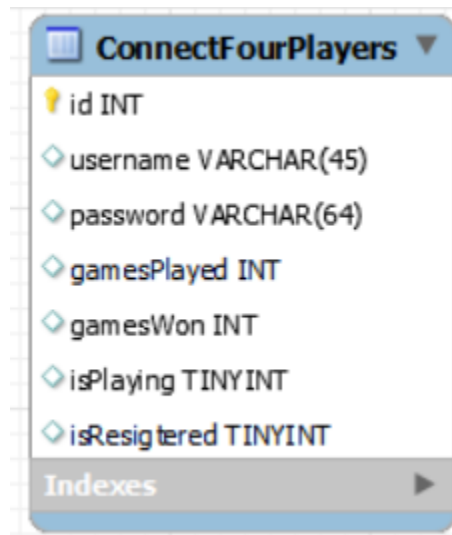 ConnectFourPlayers
id INT
username VARCHAR(45)
password VARCHAR(64)
gamesPlayed INT
gamesWon INT
isPlaying TINYINT
isResigtered TINYINT
Indexes